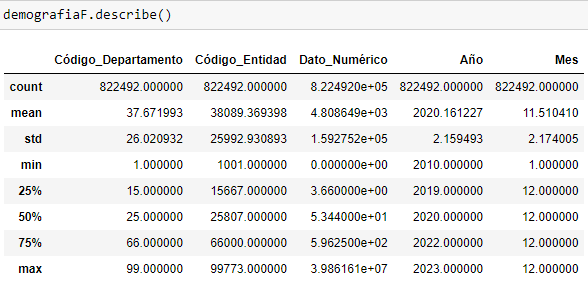 demografiaF.describe()
Código_Departamento Código_Entidad Dato_Numérico Año Mes
count 822492.000000 822492.000000 8.224920e+05 822492.000000 822492.000000
mean 37.671993 38089.369398 4.808649e+03 2020.161227 11.510410
std 26.020932 25992.930893 1.592752e+05 2.159493 2.174005
min 1.000000 1001.000000 0.000000e+00 2010.000000 1.000000
25% 15.000000 15667.000000 3.660000e+00 2019.000000 12.000000
50% 25.000000 25807.000000 5.344000e+01 2020.000000 12.000000
75% 66.000000 66000.000000 5.962500e+02 2022.000000 12.000000
max 99.000000 99773.000000 3.986161e+07 2023.000000 12.000000